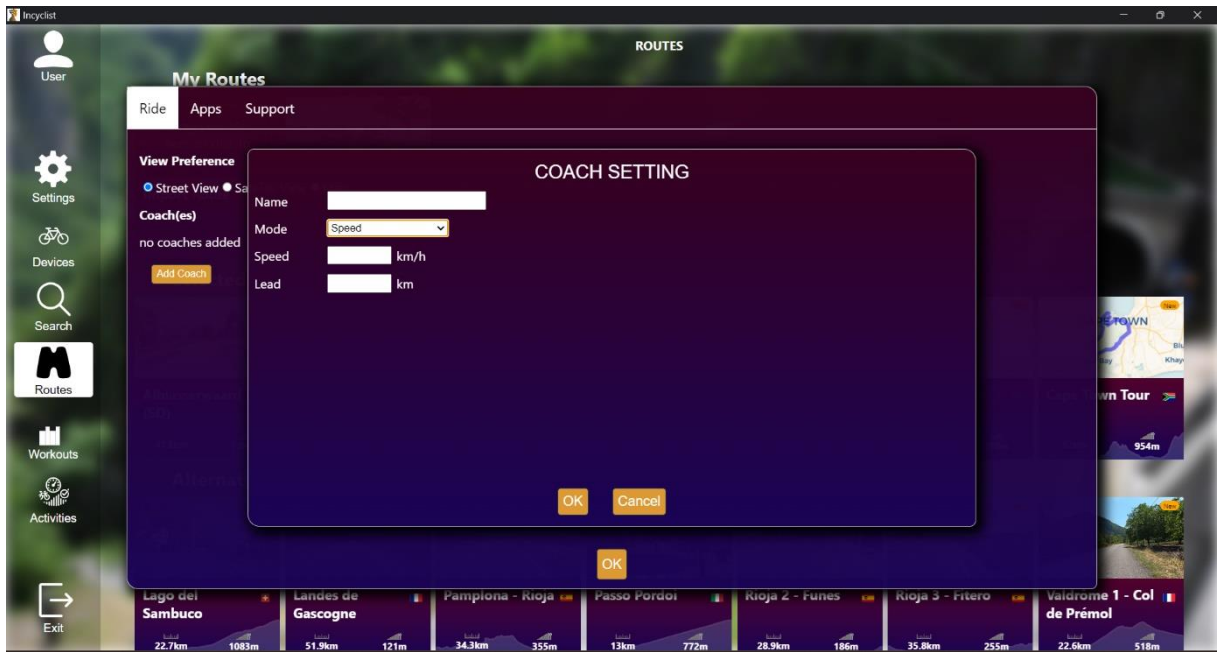 Incyclist
ROUTES
User
My Routes
Ride Apps Support
View Preference
Street View Sa
Coach(es)
no coaches added
Add Coach
COACH SETTING
Name
Mode Speed
Speed km/h
Lead km
OK Cancel
OK
Settings
Devices
Search
Routes
Workouts
Activities
Exit
New
TOWN
Khay
wn Tour
954m
New
Lago del
Sambuco
22.7km 1083m
Landes de
Gascogne
51.9km 121m
Pamplona - Rioja
34.3km 355m
Passo Pordoi
13km 772m
Rioja 2 - Funes
28.9km 186m
Rioja 3 - Fitero
35.8km 255m
Valdrôme 1 - Col
de Prémol
22.6km 518m